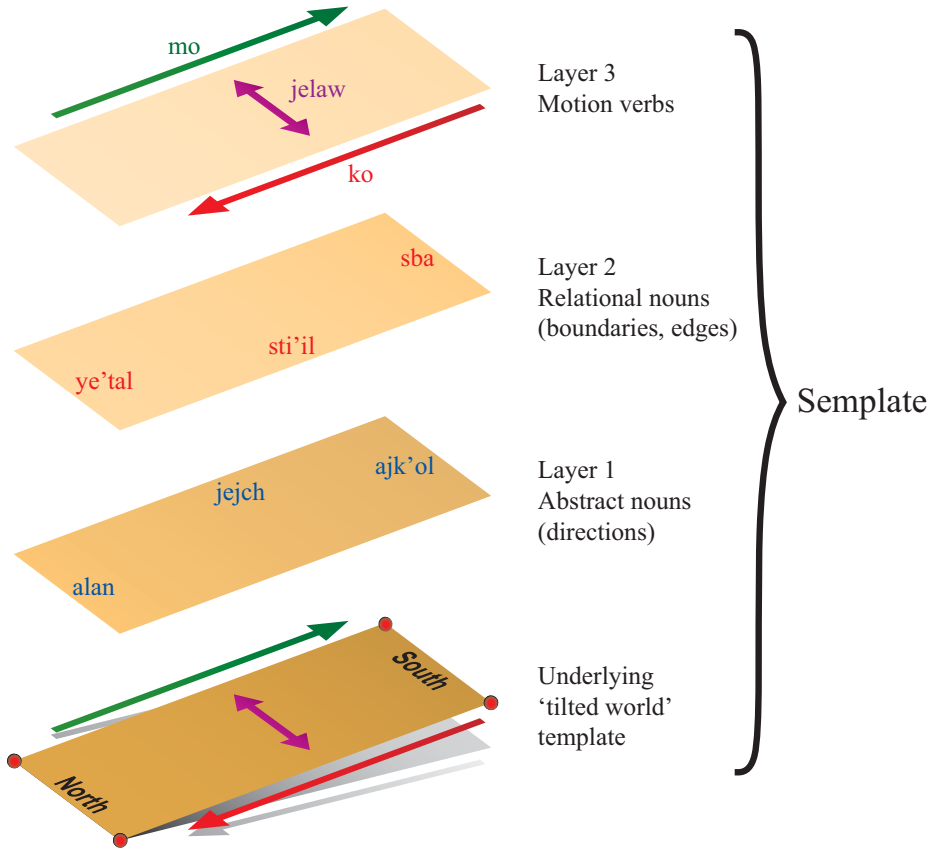 mo
jelaw
ko
Layer 3
Motion verbs
sba
sti’il
ye’tal
Layer 2
Relational nouns
(boundaries, edges)
Semplate
ajk’ol
jejch
alan
Layer 1
Abstract nouns
(directions)
South
North
Underlying
‘tilted world’
template